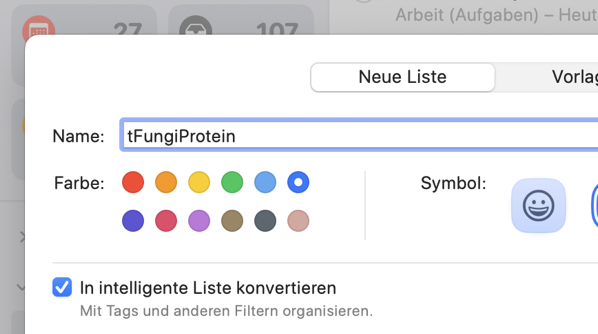 27
107
Arbeit (Aufgaben) – Heut
Neue Liste
Vorlag
Name:
tFungiProtein
Farbe:
Symbol:
In intelligente Liste konvertieren
Mit Tags und anderen Filtern organisieren.